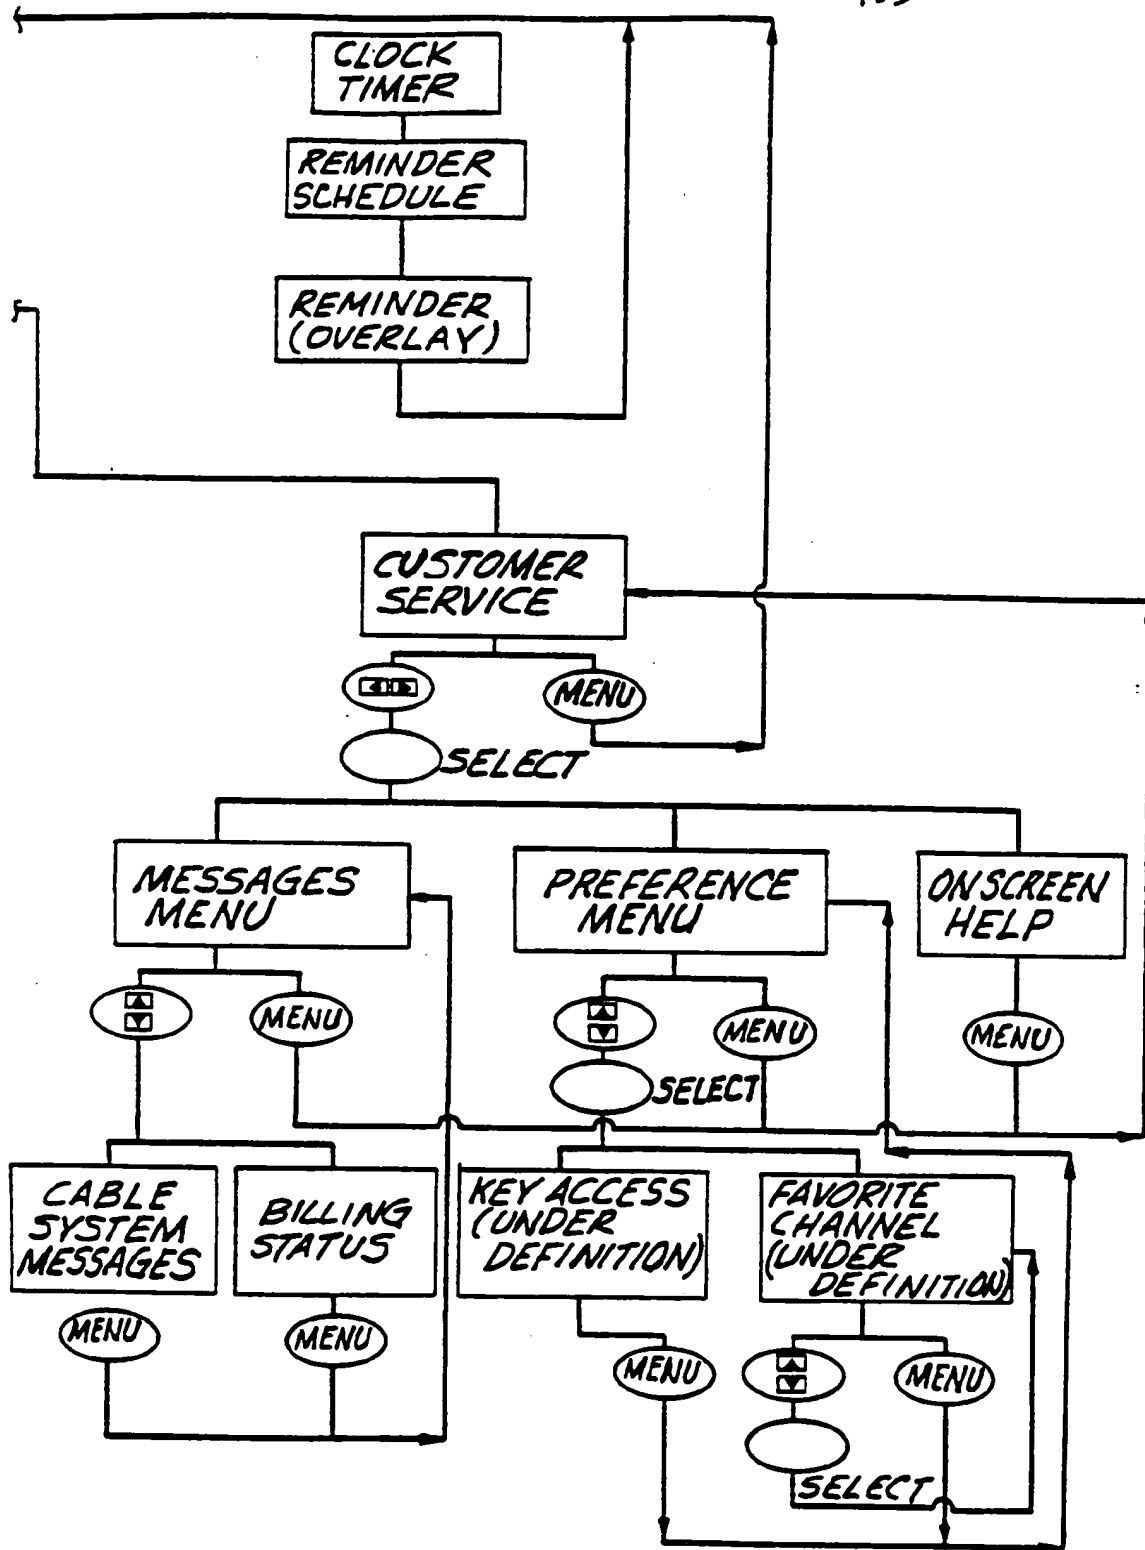 CLOCK
TIMER
REMINDER
SCHEDULE
REMINDER
(OVERLAY)
CUSTOMER
SERVICE
MENU
SELECT
MESSAGES
MENU
PREFERENCE
MENU
ON SCREEN
HELP
MENU
MENU
MENU
SELECT
CABLE
SYSTEM
MESSAGES
BILLING
STATUS
KEY ACCESS
(UNDER
DEFINITION)
FAVORITE
CHANNEL
(UNDER
DEFINITION)
MENU
MENU
MENU
MENU
SELECT